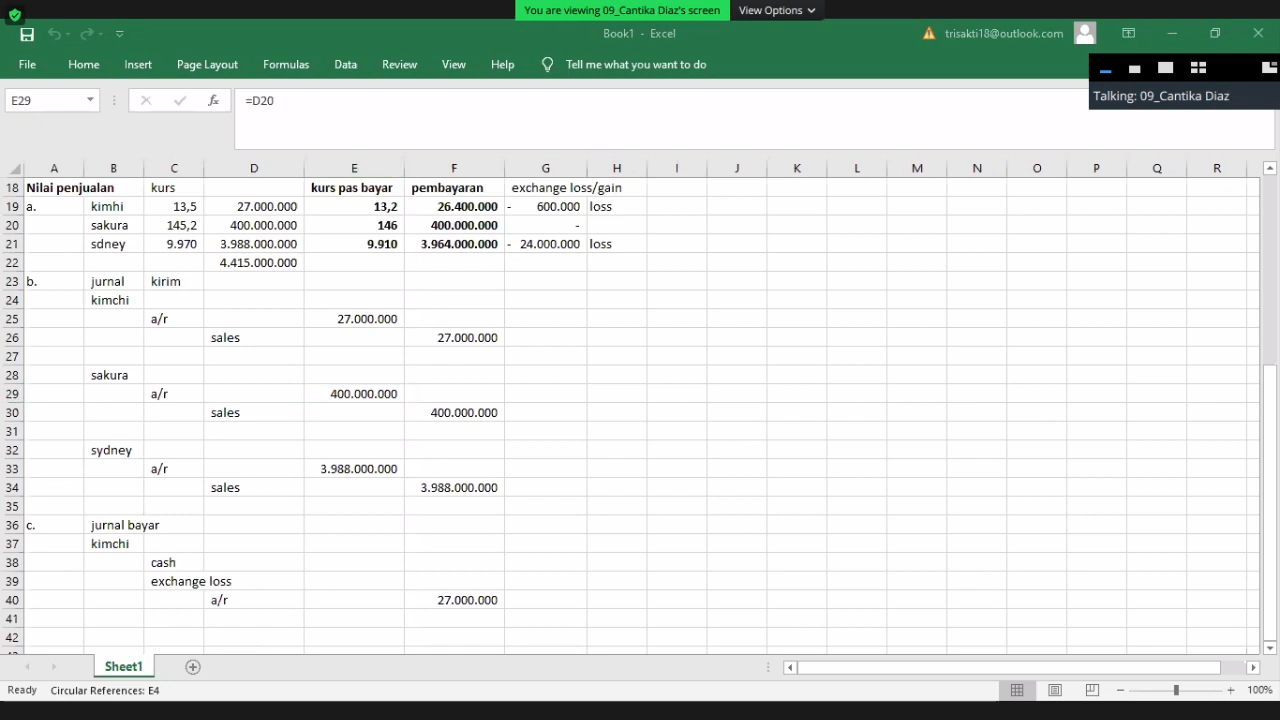 You are viewing 09_Cantika Diaz's screen View Options
Book1 - Excel trisakti18@outlook.com
File Home Insert Page Layout Formulas Data Review View Help Tell me what you want to do
Talking: 09_Cantika Diaz
E29 fx =D20
A B C D E F G H I J K L M N O P Q R
18 Nilai penjualan kurs kurs pas bayar pembayaran exchange loss/gain
19 a. kimhi 13,5 27.000.000 13,2 26.400.000 - 600.000 loss
20 sakura 145,2 400.000.000 146 400.000.000 -
21 sdney 9.970 3.988.000.000 9.910 3.964.000.000 - 24.000.000 loss
22 4.415.000.000
23 b. jurnal kirim
24 kimchi
25 a/r 27.000.000
26 sales 27.000.000
27
28 sakura
29 a/r 400.000.000
30 sales 400.000.000
31
32 sydney
33 a/r 3.988.000.000
34 sales 3.988.000.000
35
36 c. jurnal bayar
37 kimchi
38 cash
39 exchange loss
40 a/r 27.000.000
41
42
Sheet1
Ready Circular References: E4 100%